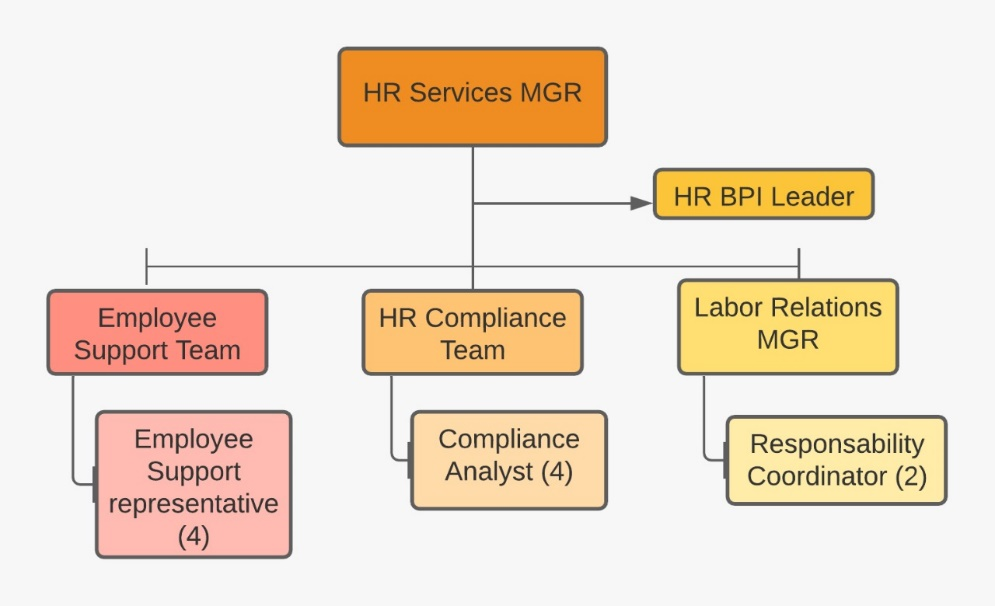 HR Services MGR
HR BPI Leader
Employee
Support Team
HR Compliance
Team
Labor Relations
MGR
Employee
Support
representative
(4)
Compliance
Analyst (4)
Responsability
Coordinator (2)